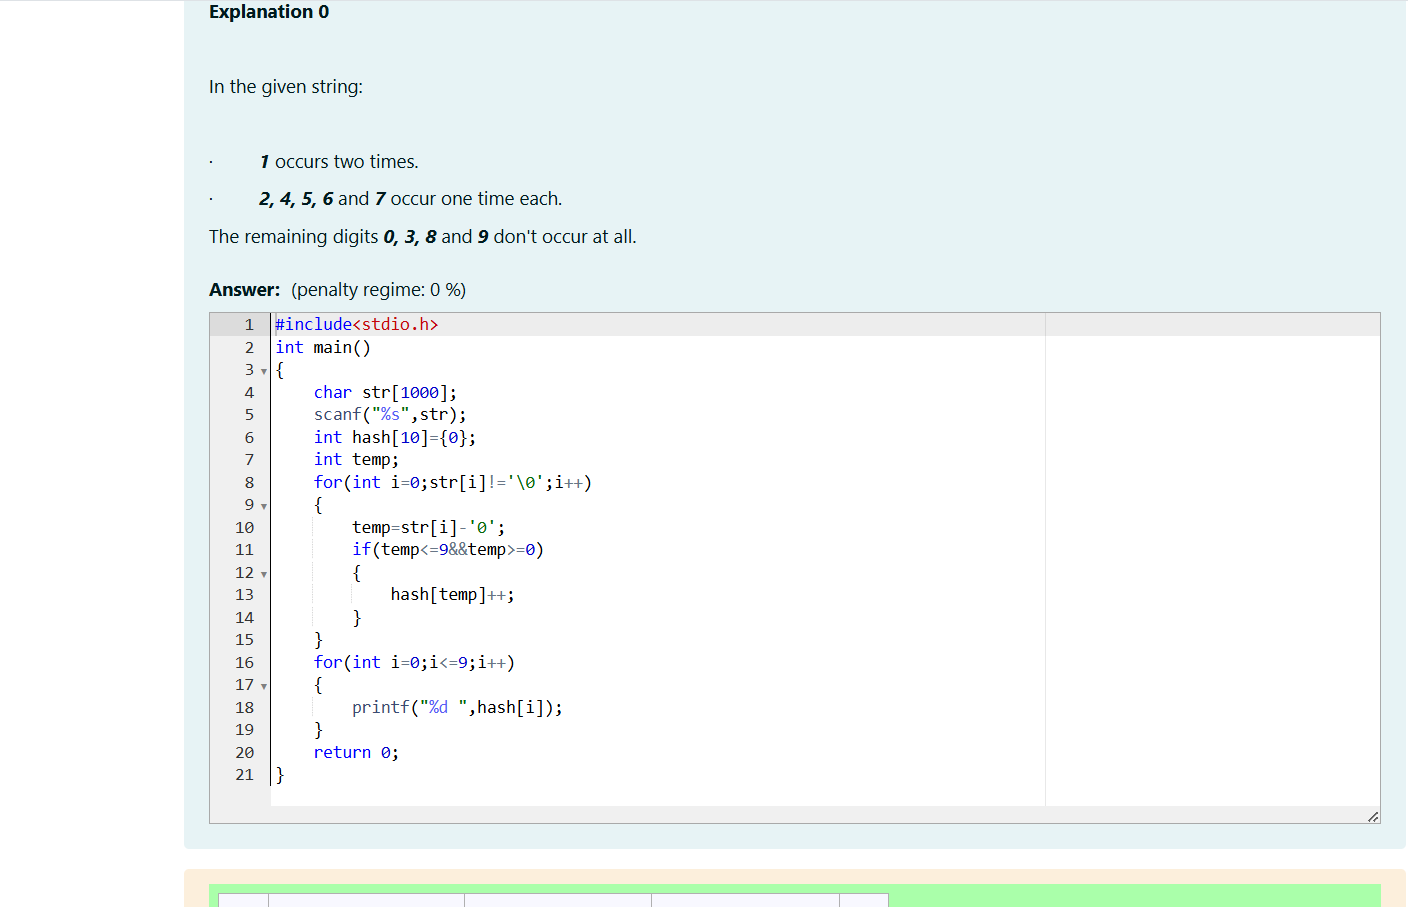 Explanation 0
In the given string:
· 1 occurs two times.
· 2, 4, 5, 6 and 7 occur one time each.
The remaining digits 0, 3, 8 and 9 don't occur at all.
Answer: (penalty regime: 0 %)
1 #include<stdio.h>
2 int main()
3 {
4     char str[1000];
5     scanf("%s",str);
6     int hash[10]={0};
7     int temp;
8     for(int i=0;str[i]!='\0';i++)
9     {
10         temp=str[i]-'0';
11         if(temp<=9&&temp>=0)
12         {
13             hash[temp]++;
14         }
15     }
16     for(int i=0;i<=9;i++)
17     {
18         printf("%d ",hash[i]);
19     }
20     return 0;
21 }